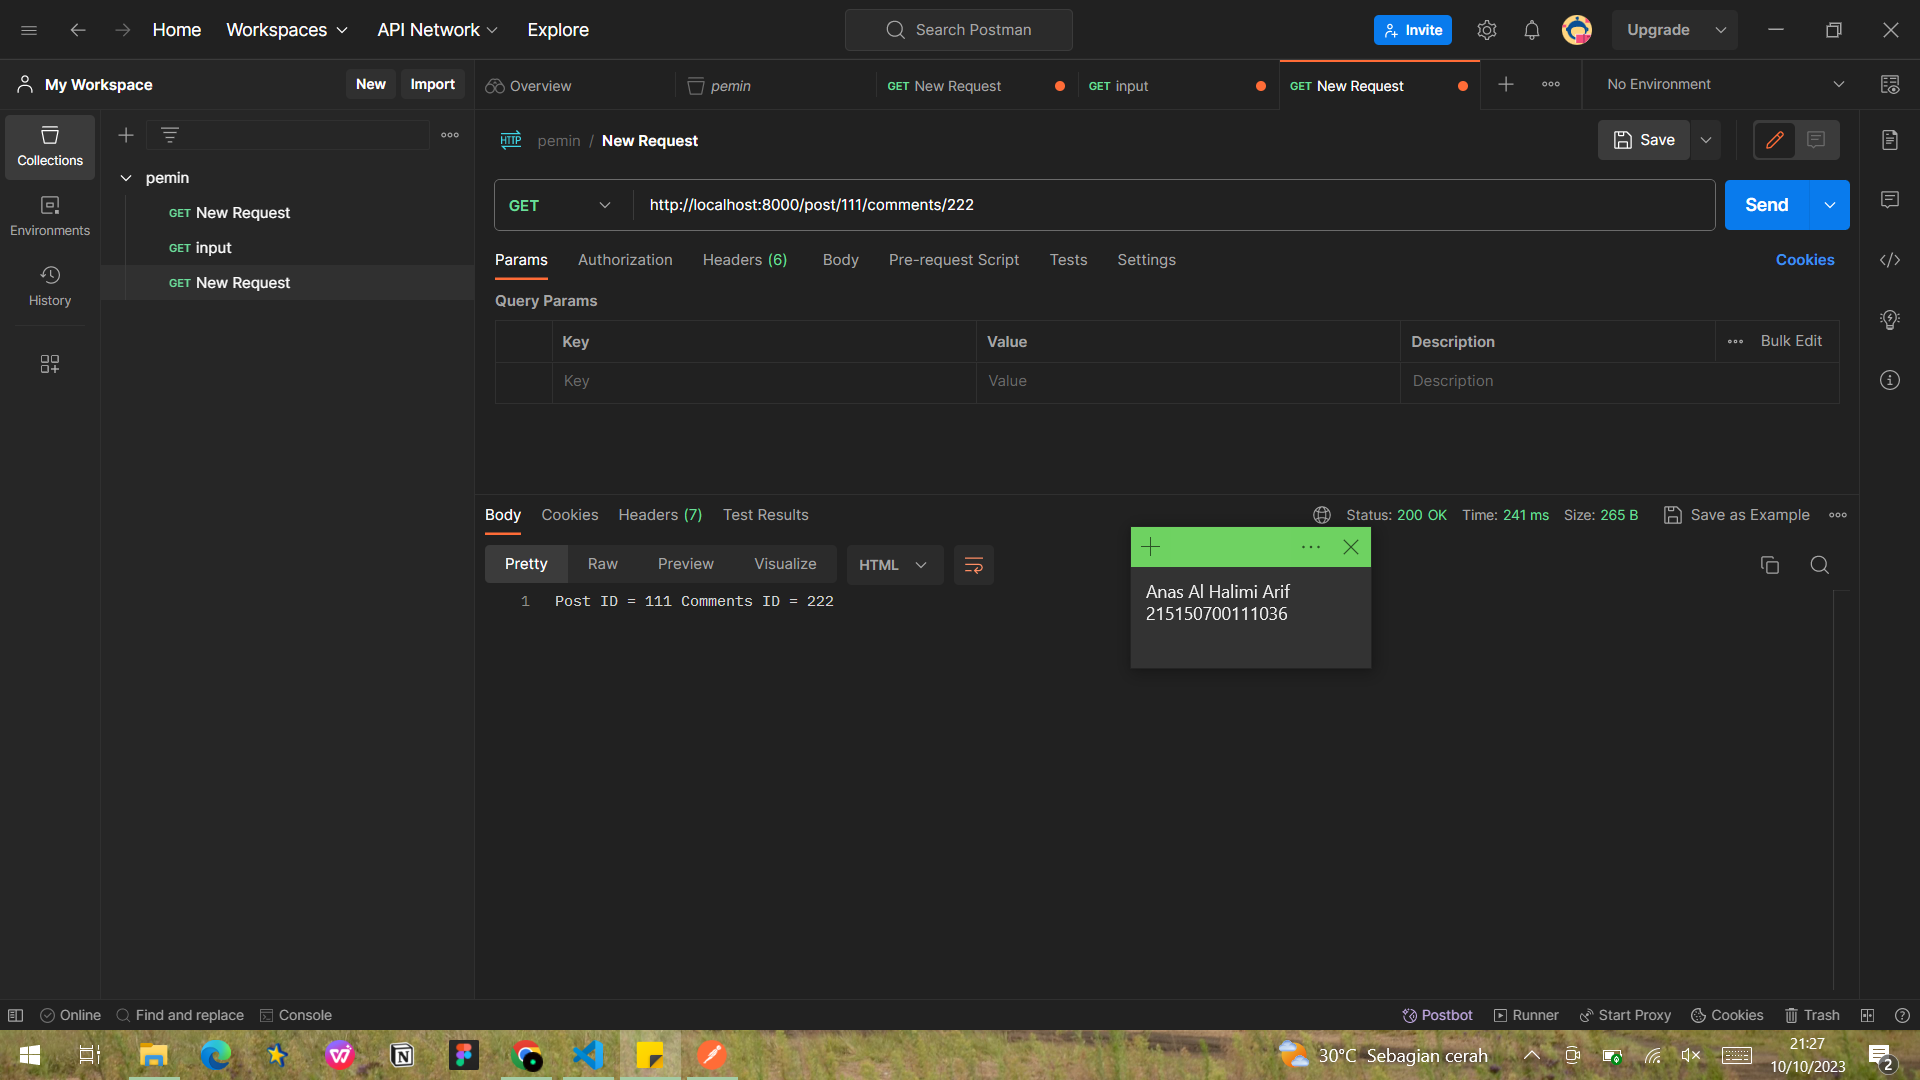 Home Workspaces API Network Explore Search Postman Invite Upgrade
My Workspace New Import Overview pemin GET New Request GET input GET New Request No Environment
Collections
pemin
GET New Request
GET input
GET New Request
Environments
History
HTTP pemin / New Request Save
GET http://localhost:8000/post/111/comments/222 Send
Params Authorization Headers (6) Body Pre-request Script Tests Settings Cookies
Query Params
Key Value Description Bulk Edit
Key Value Description
Body Cookies Headers (7) Test Results Status: 200 OK Time: 241 ms Size: 265 B Save as Example
Pretty Raw Preview Visualize HTML
1 Post ID = 111 Comments ID = 222
Anas Al Halimi Arif
215150700111036
Online Find and replace Console Postbot Runner Start Proxy Cookies Trash
30°C Sebagian cerah 21:27
10/10/2023 2